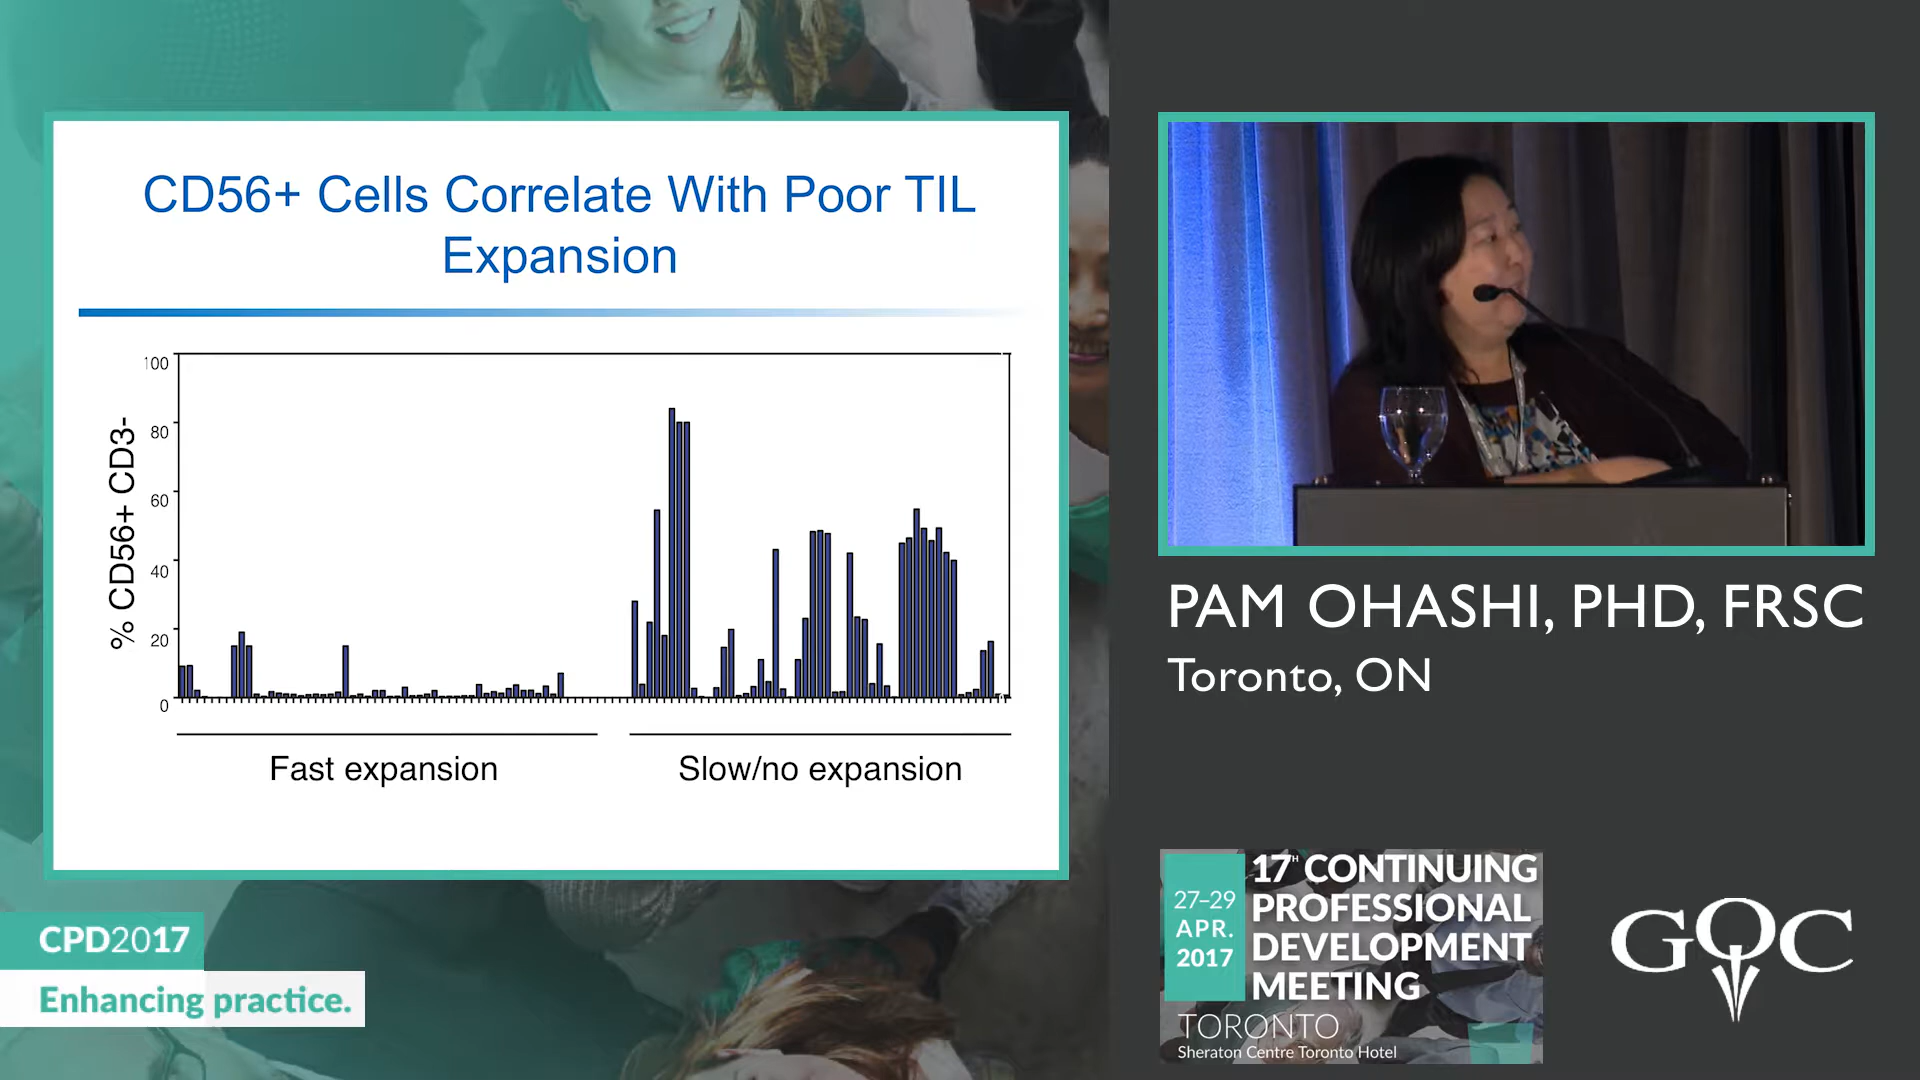 CD56+ Cells Correlate With Poor TIL
Expansion
% CD56+ CD3-
100
80
60
40
20
0
Fast expansion
Slow/no expansion
PAM OHASHI, PHD, FRSC
Toronto, ON
CPD2017
Enhancing practice.
27–29
APR.
2017
17TH CONTINUING
PROFESSIONAL
DEVELOPMENT
MEETING
TORONTO
Sheraton Centre Toronto Hotel
GOC